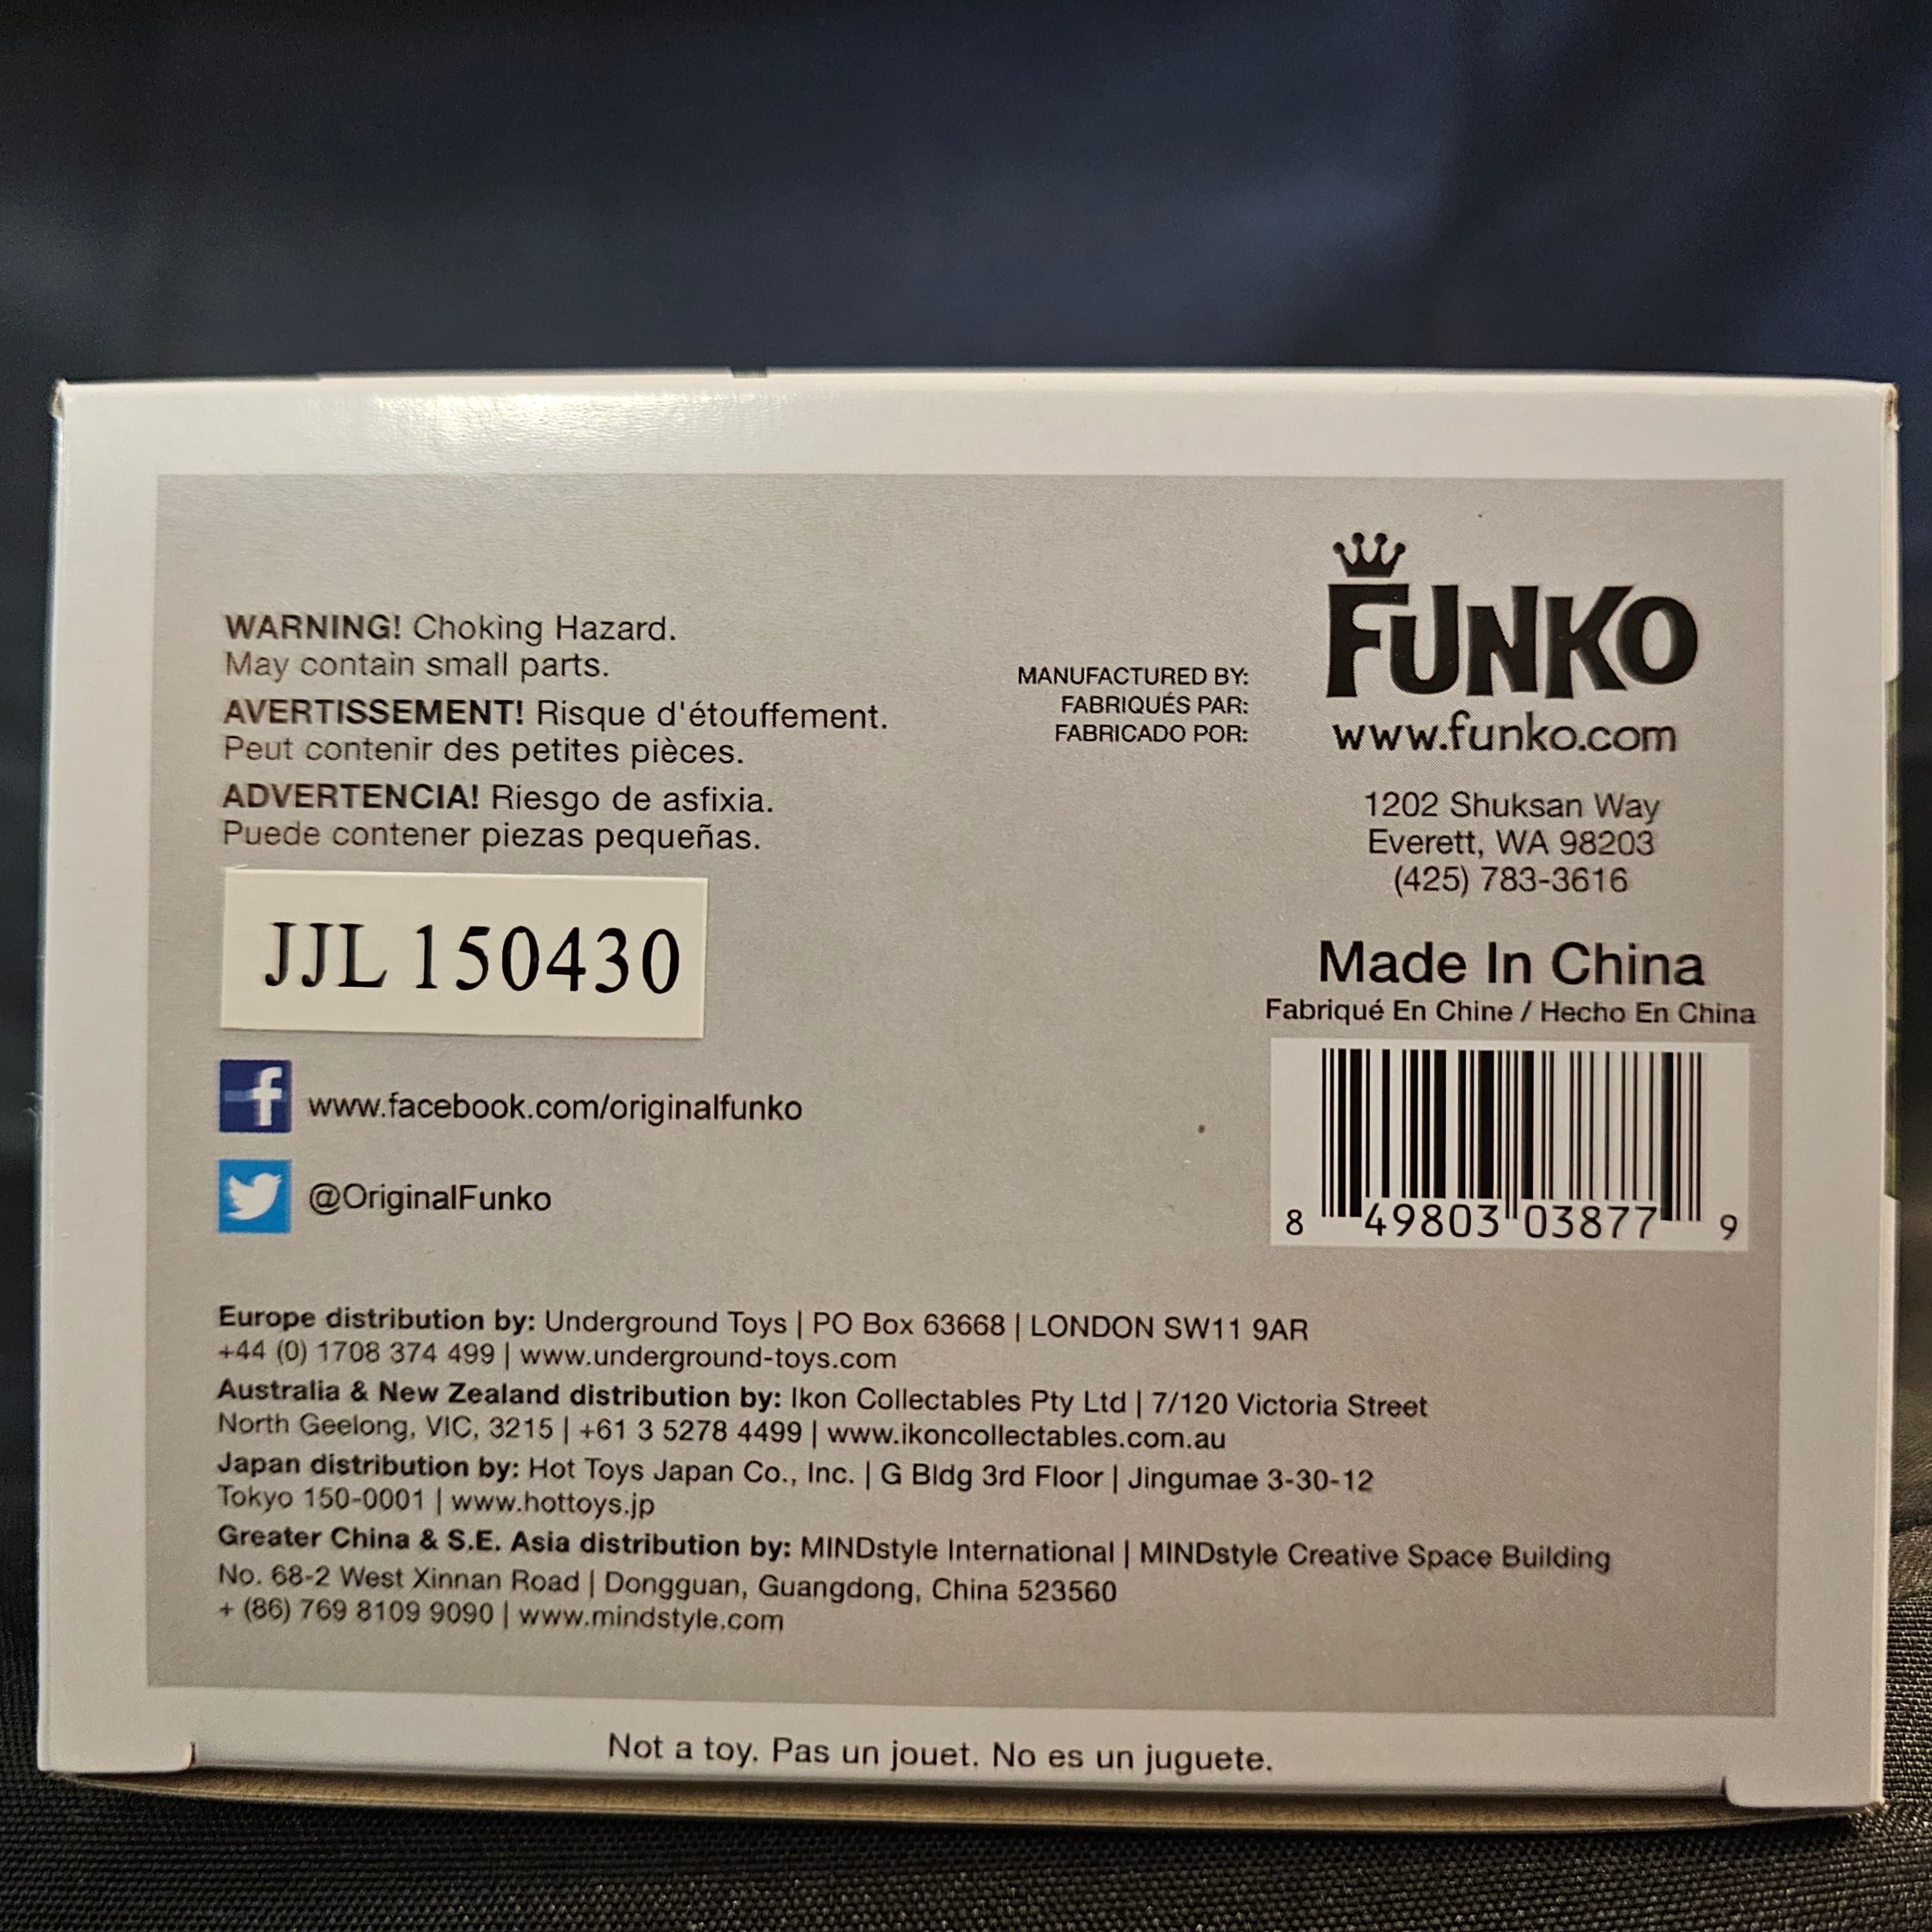 WARNING! Choking Hazard.
May contain small parts.
AVERTISSEMENT! Risque d'étouffement.
Peut contenir des petites pièces.
ADVERTENCIA! Riesgo de asfixia.
Puede contener piezas pequeñas.
MANUFACTURED BY:
FABRIQUÉS PAR:
FABRICADO POR:
FUNKO
www.funko.com
1202 Shuksan Way
Everett, WA 98203
(425) 783-3616
JJL 150430
Made In China
Fabriqué En Chine / Hecho En China
8 49803 03877 9
f www.facebook.com/originalfunko
@OriginalFunko
Europe distribution by: Underground Toys | PO Box 63668 | LONDON SW11 9AR
+44 (0) 1708 374 499 | www.underground-toys.com
Australia & New Zealand distribution by: Ikon Collectables Pty Ltd | 7/120 Victoria Street
North Geelong, VIC, 3215 | +61 3 5278 4499 | www.ikoncollectables.com.au
Japan distribution by: Hot Toys Japan Co., Inc. | G Bldg 3rd Floor | Jingumae 3-30-12
Tokyo 150-0001 | www.hottoys.jp
Greater China & S.E. Asia distribution by: MINDstyle International | MINDstyle Creative Space Building
No. 68-2 West Xinnan Road | Dongguan, Guangdong, China 523560
+ (86) 769 8109 9090 | www.mindstyle.com
Not a toy. Pas un jouet. No es un juguete.